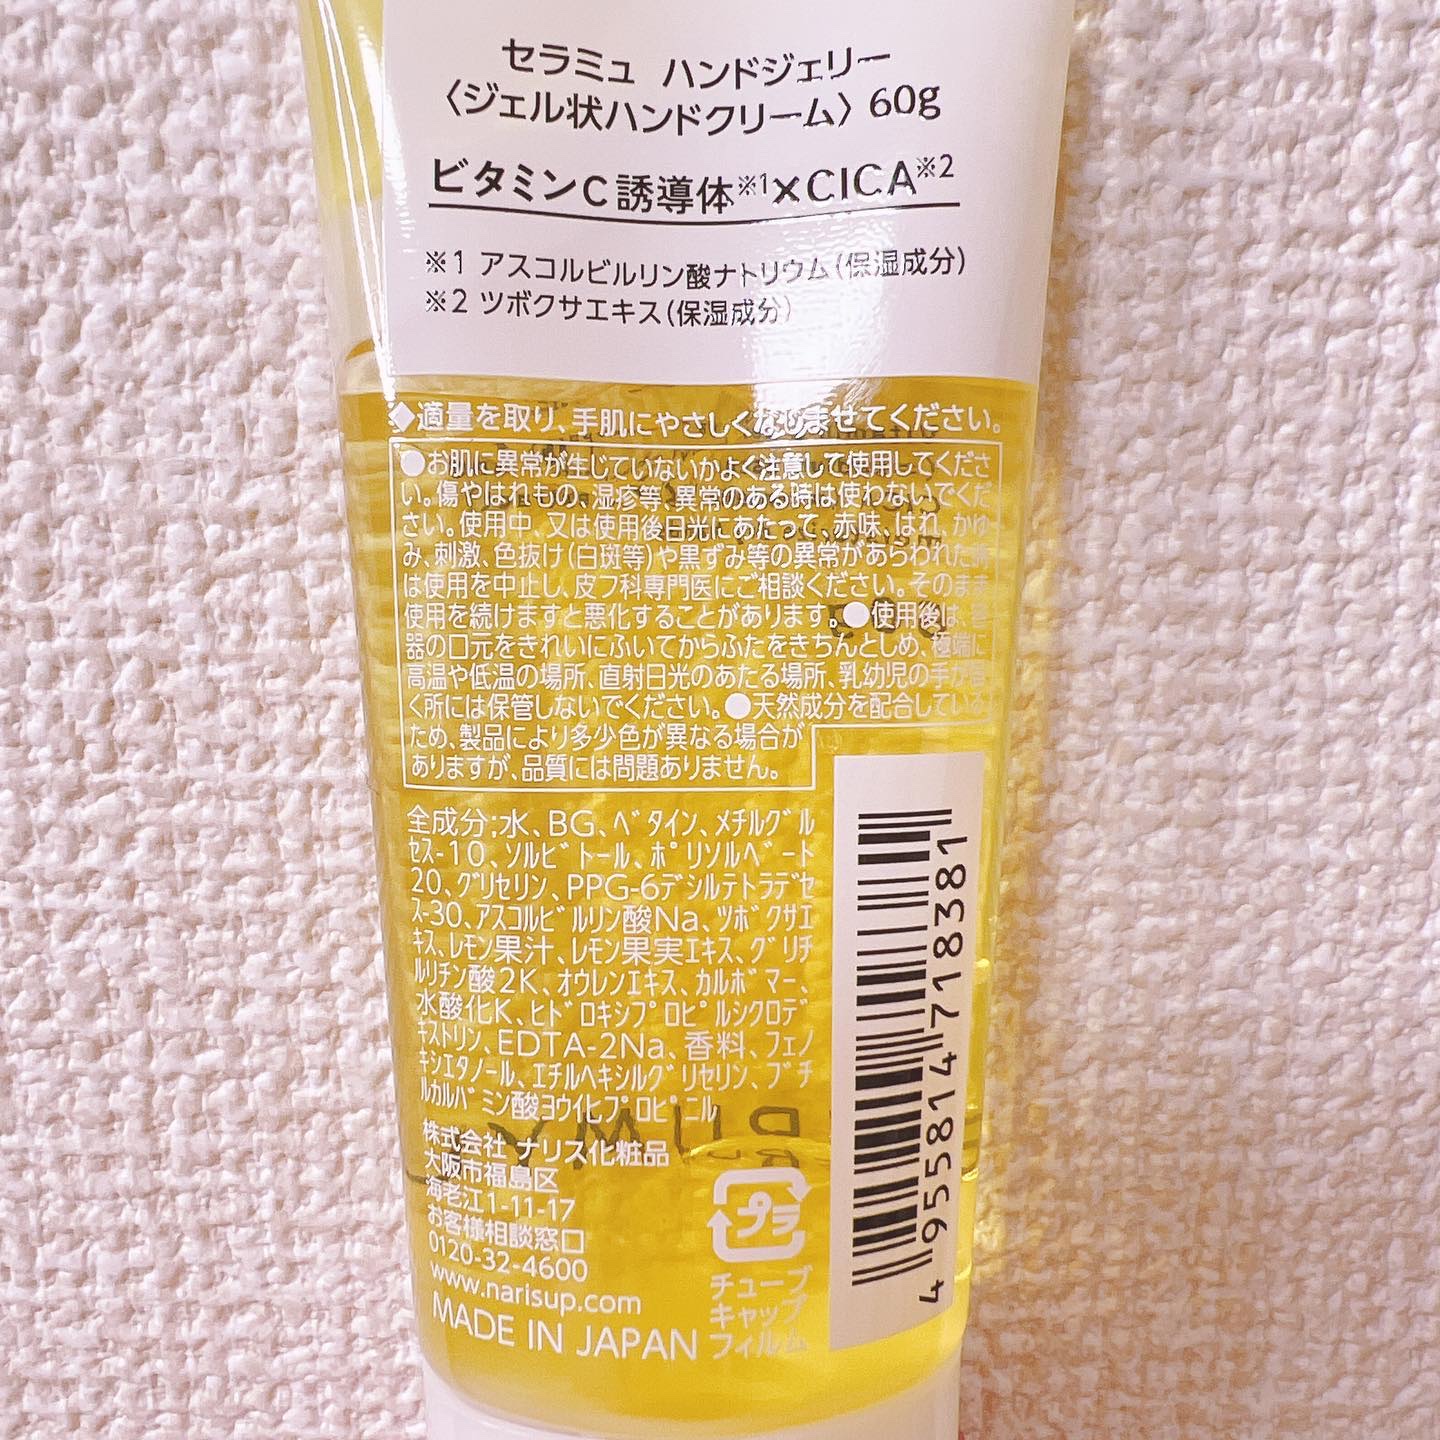 セラミュ ハンドジェリー
〈ジェル状ハンドクリーム〉60g
ビタミンC誘導体※1×CICA※2
※1 アスコルビルリン酸ナトリウム(保湿成分)
※2 ツボクサエキス(保湿成分)
◆適量を取り、手肌にやさしくなじませてください。
●お肌に異常が生じていないかよく注意して使用してくださ
い。傷やはれもの、湿疹等、異常のある時は使わないでくだ
さい。使用中、又は使用後日光にあたって、赤味、はれ、かゆ
み、刺激、色抜け(白斑等)や黒ずみ等の異常があらわれた時
は使用を中止し、皮フ科専門医にご相談ください。そのまま
使用を続けますと悪化することがあります。●使用後は、容
器の口元をきれいにふいてからふたをきちんとしめ、極端に
高温や低温の場所、直射日光のあたる場所、乳幼児の手が届
く所には保管しないでください。●天然成分を配合している
ため、製品により多少色が異なる場合が
ありますが、品質には問題ありません。
全成分;水、BG、ベタイン、メチルグル
セス-10、ソルビトール、ポリソルベート
20、グリセリン、PPG-6デシルテトラデセ
ス-30、アスコルビルリン酸Na、ツボクサエ
キス、レモン果汁、レモン果実エキス、グリチ
ルリチン酸2K、オウレンエキス、カルボマー、
水酸化K、ヒドロキシプロピルシクロデ
キストリン、EDTA-2Na、香料、フェノ
キシエタノール、エチルヘキシルグリセリン、ブチ
ルカルバミン酸ヨウ化プロピニル
株式会社 ナリス化粧品
大阪市福島区
海老江1-11-17
お客様相談窓口
0120-32-4600
www.narisup.com
MADE IN JAPAN
プラ
チューブ
キャップ
フィルム
4955814718381